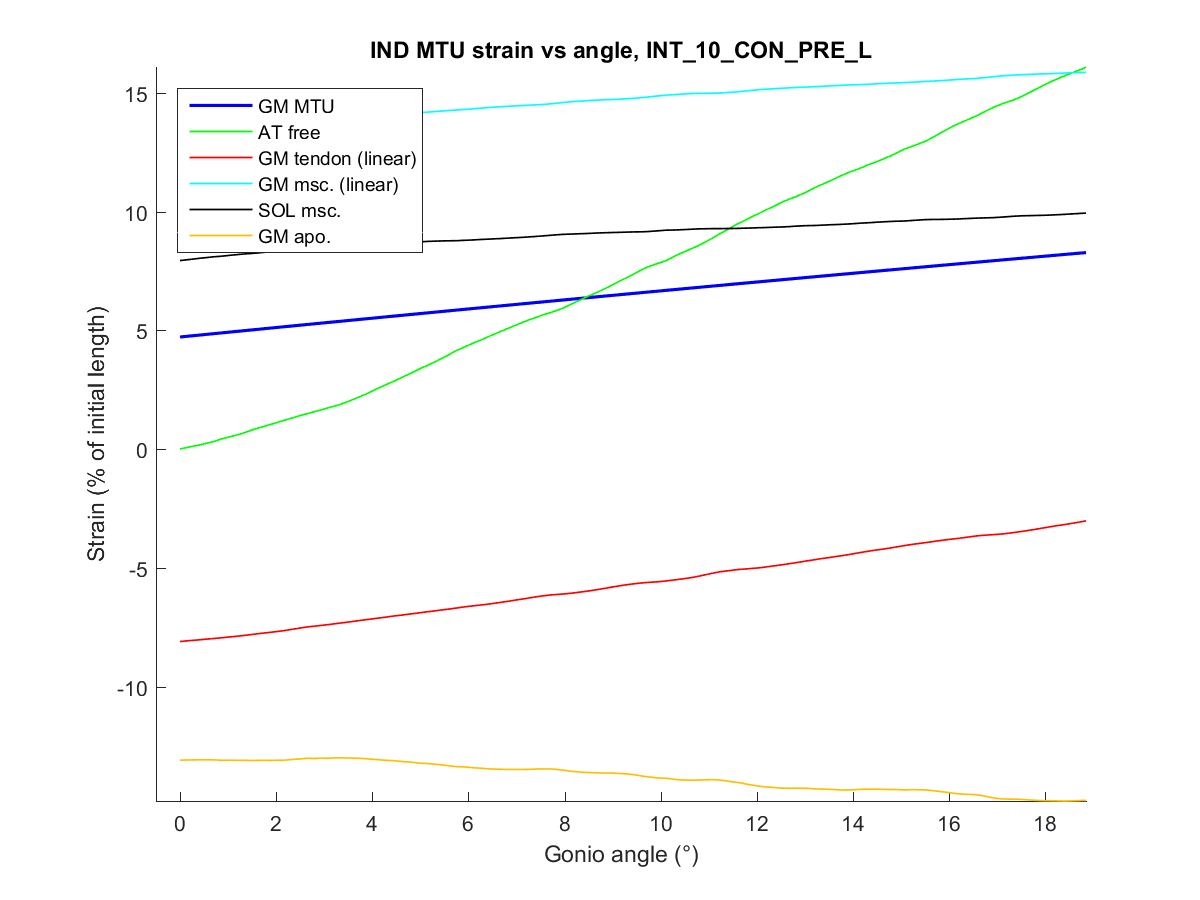 IND MTU strain vs angle, INT_10_CON_PRE_L
GM MTU
AT free
GM tendon (linear)
GM msc. (linear)
SOL msc.
GM apo.
Strain (% of initial length)
15
10
5
0
-5
-10
0 2 4 6 8 10 12 14 16 18
Gonio angle (°)